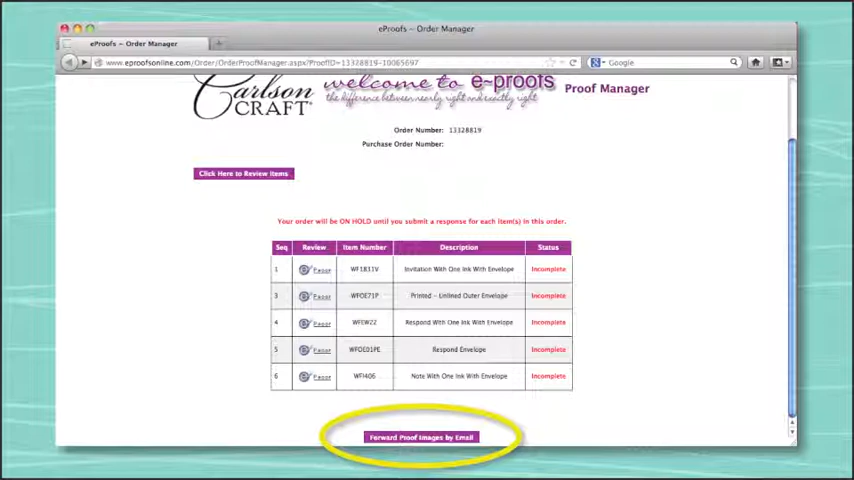 eProofs – Order Manager
eProofs – Order Manager
www.eproofsonline.com/Order/OrderProofManager.aspx?ProofID=13328819-10065697
Google
Carlson CRAFT®
welcome to e-proofs
the difference between nearly right and exactly right
Proof Manager
Order Number: 13328819
Purchase Order Number:
Click Here to Review Items
Your order will be ON HOLD until you submit a response for each item(s) in this order.
Seq Review Item Number Description Status
1 Proof WF1831V Invitation With One Ink With Envelope Incomplete
3 Proof WFOE71P Printed – Unlined Outer Envelope Incomplete
4 Proof WFEW22 Respond With One Ink With Envelope Incomplete
5 Proof WFOE01PE Respond Envelope Incomplete
6 Proof WFI406 Note With One Ink With Envelope Incomplete
Forward Proof Images by Email